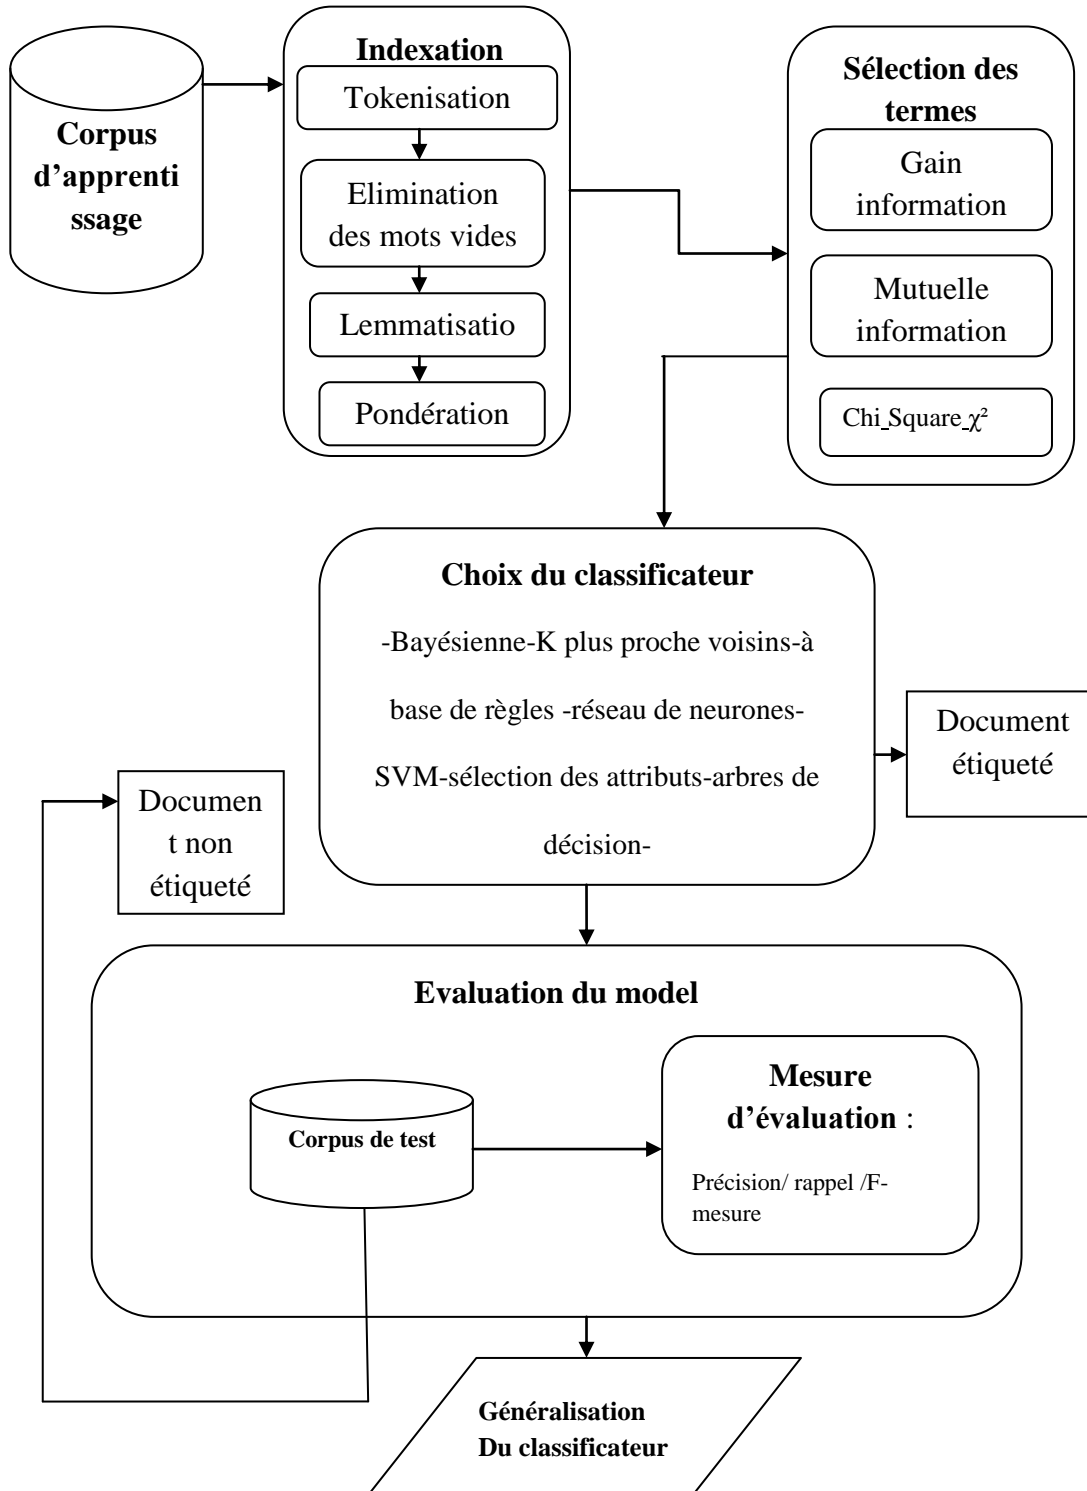 Corpus
d’apprenti
ssage
Indexation
Tokenisation
Elimination
des mots vides
Lemmatisatio
Pondération
Sélection des
termes
Gain
information
Mutuelle
information
Chi_Square_χ²
Choix du classificateur
-Bayésienne-K plus proche voisins-à
base de règles -réseau de neurones-
SVM-sélection des attributs-arbres de
décision-
Document
étiqueté
Documen
t non
étiqueté
Evaluation du model
Corpus de test
Mesure
d’évaluation :
Précision/ rappel /F-
mesure
Généralisation
Du classificateur